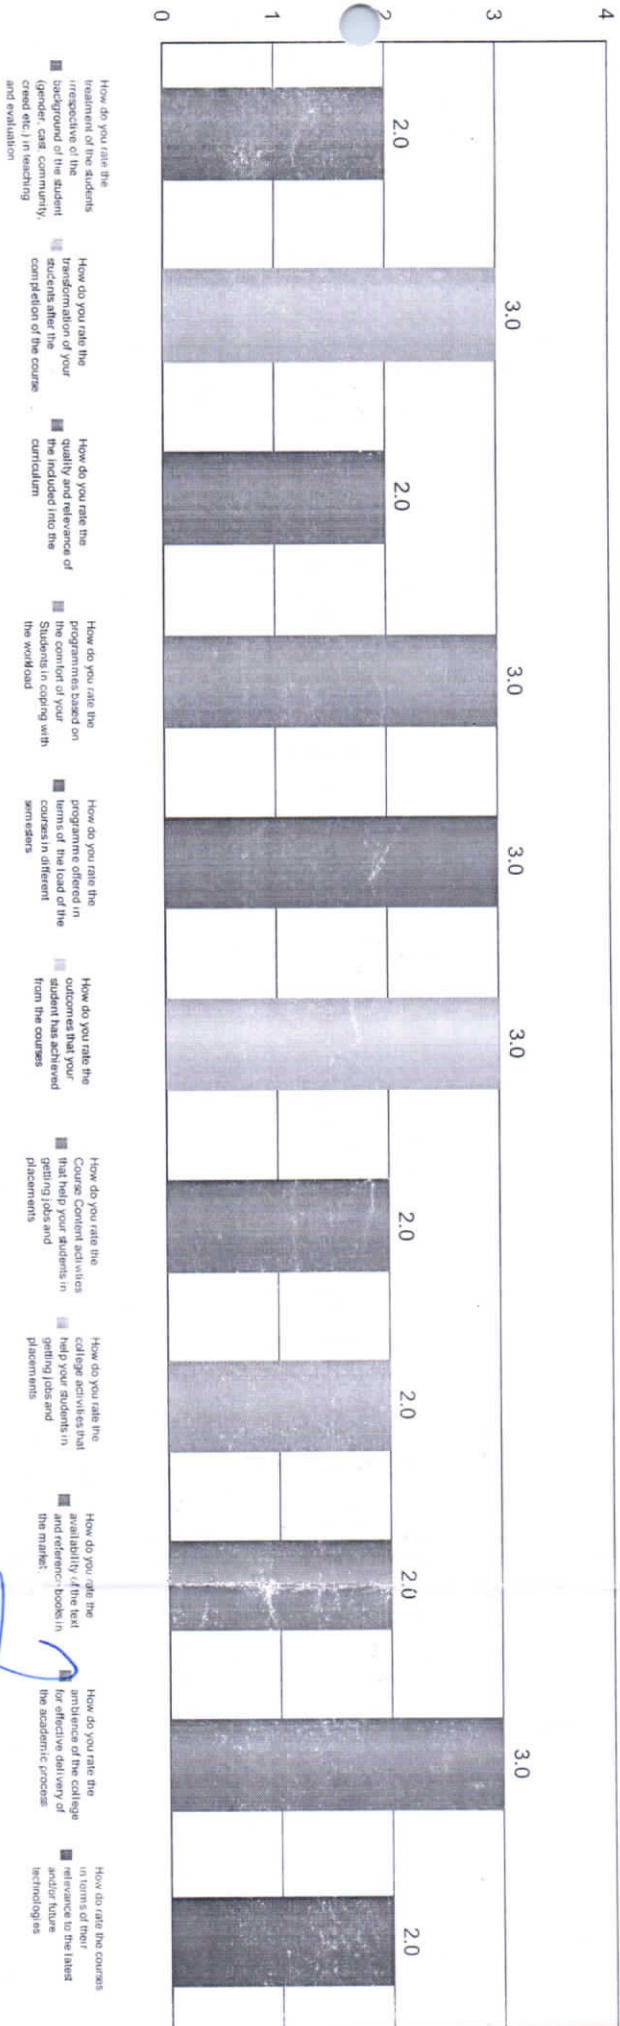 4
3
2
1
0
2.0
3.0
2.0
3.0
3.0
3.0
2.0
2.0
2.0
3.0
2.0
How do you rate the
treatment of the students
irrespective of the
background of the student
(gender, cast, community,
creed etc.) in teaching
and evaluation
How do you rate the
transformation of your
students after the
completion of the course
How do you rate the
quality and relevance of
the included into the
curriculum
How do you rate the
programmes based on
the comfort of your
Students in coping with
the workload
How do you rate the
programme offered in
terms of the load of the
courses in different
semesters
How do you rate the
outcomes that your
student has achieved
from the courses
How do you rate the
Course Content activities
that help your students in
getting jobs and
placements
How do you rate the
college activities that
help your students in
getting jobs and
placements
How do you rate the
availability of the text
and reference books in
the market
How do you rate the
ambience of the college
for effective delivery of
the academic process
How do rate the courses
in terms of their
relevance to the latest
and/or future
technologies